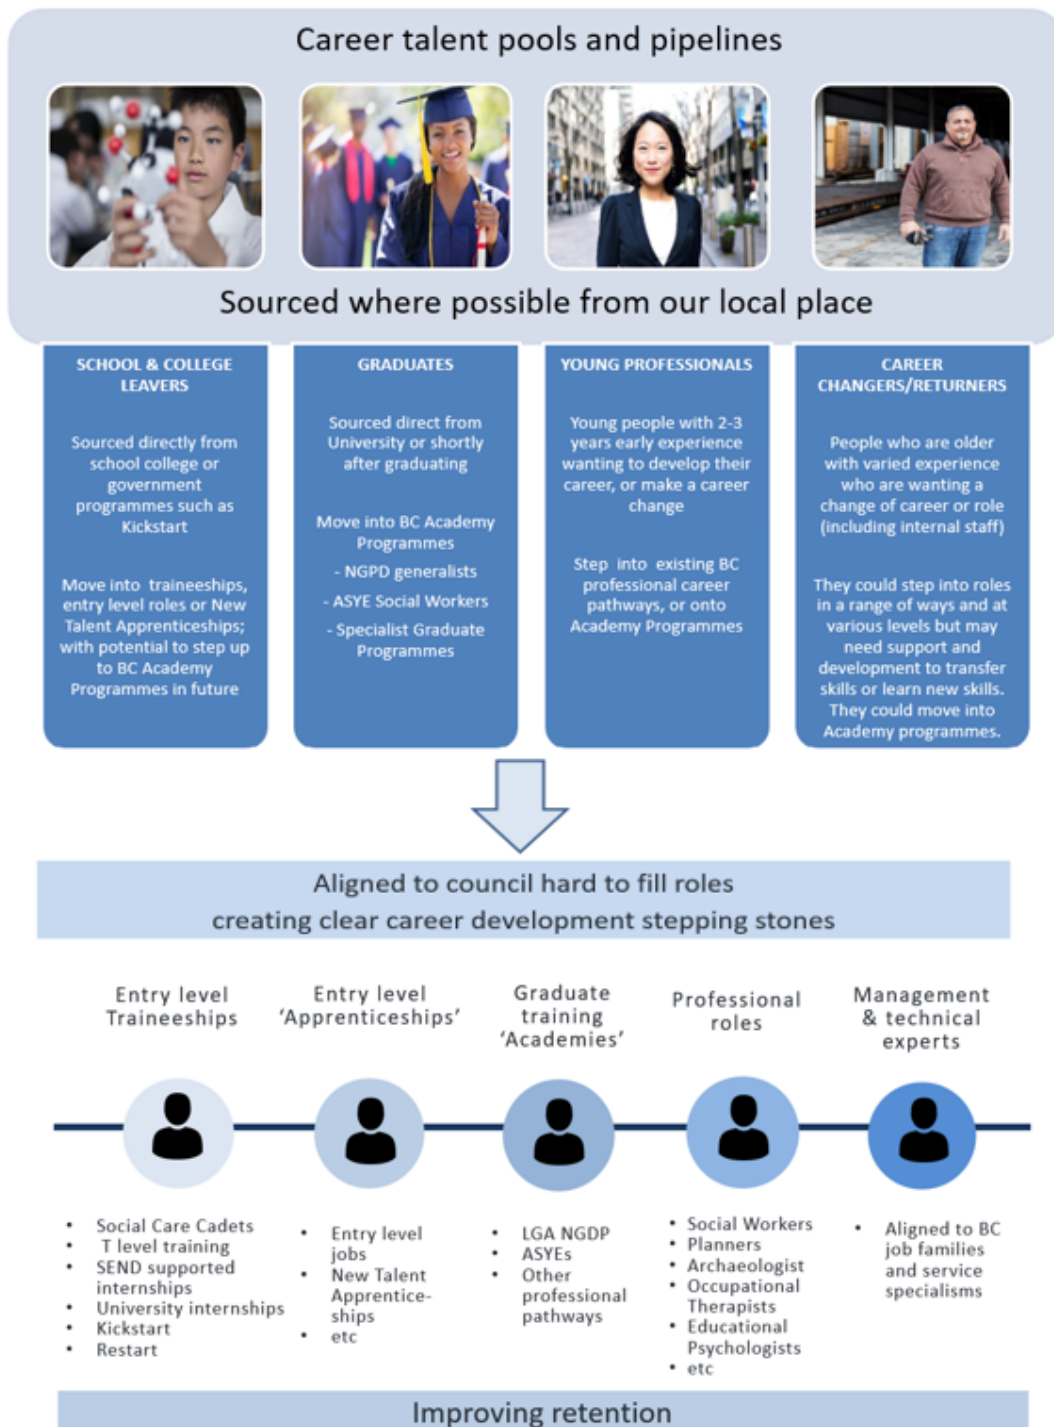 Career talent pools and pipelines
Sourced where possible from our local place
SCHOOL & COLLEGE
LEAVERS
Sourced directly from
school college or
government
programmes such as
Kickstart
Move into traineeships,
entry level roles or New
Talent Apprenticeships;
with potential to step up
to BC Academy
Programmes in future
GRADUATES
Sourced direct from
University or shortly
after graduating
Move into BC Academy
Programmes
- NGPD generalists
- ASYE Social Workers
- Specialist Graduate
Programmes
YOUNG PROFESSIONALS
Young people with 2-3
years early experience
wanting to develop their
career, or make a career
change
Step into existing BC
professional career
pathways, or onto
Academy Programmes
CAREER
CHANGERS/RETURNERS
People who are older
with varied experience
who are wanting a
change of career or role
(including internal staff)
They could step into roles
in a range of ways and at
various levels but may
need support and
development to transfer
skills or learn new skills.
They could move into
Academy programmes.
Aligned to council hard to fill roles
creating clear career development stepping stones
Entry level
Traineeships
Entry level
'Apprenticeships'
Graduate
training
'Academies'
Professional
roles
Management
& technical
experts
• Social Care Cadets
• T level training
• SEND supported
internships
• University internships
• Kickstart
• Restart
• Entry level
jobs
• New Talent
Apprentice-
ships
• etc
• LGA NGDP
• ASYEs
• Other
professional
pathways
• Social Workers
• Planners
• Archaeologist
• Occupational
Therapists
• Educational
Psychologists
• etc
• Aligned to BC
job families
and service
specialisms
Improving retention